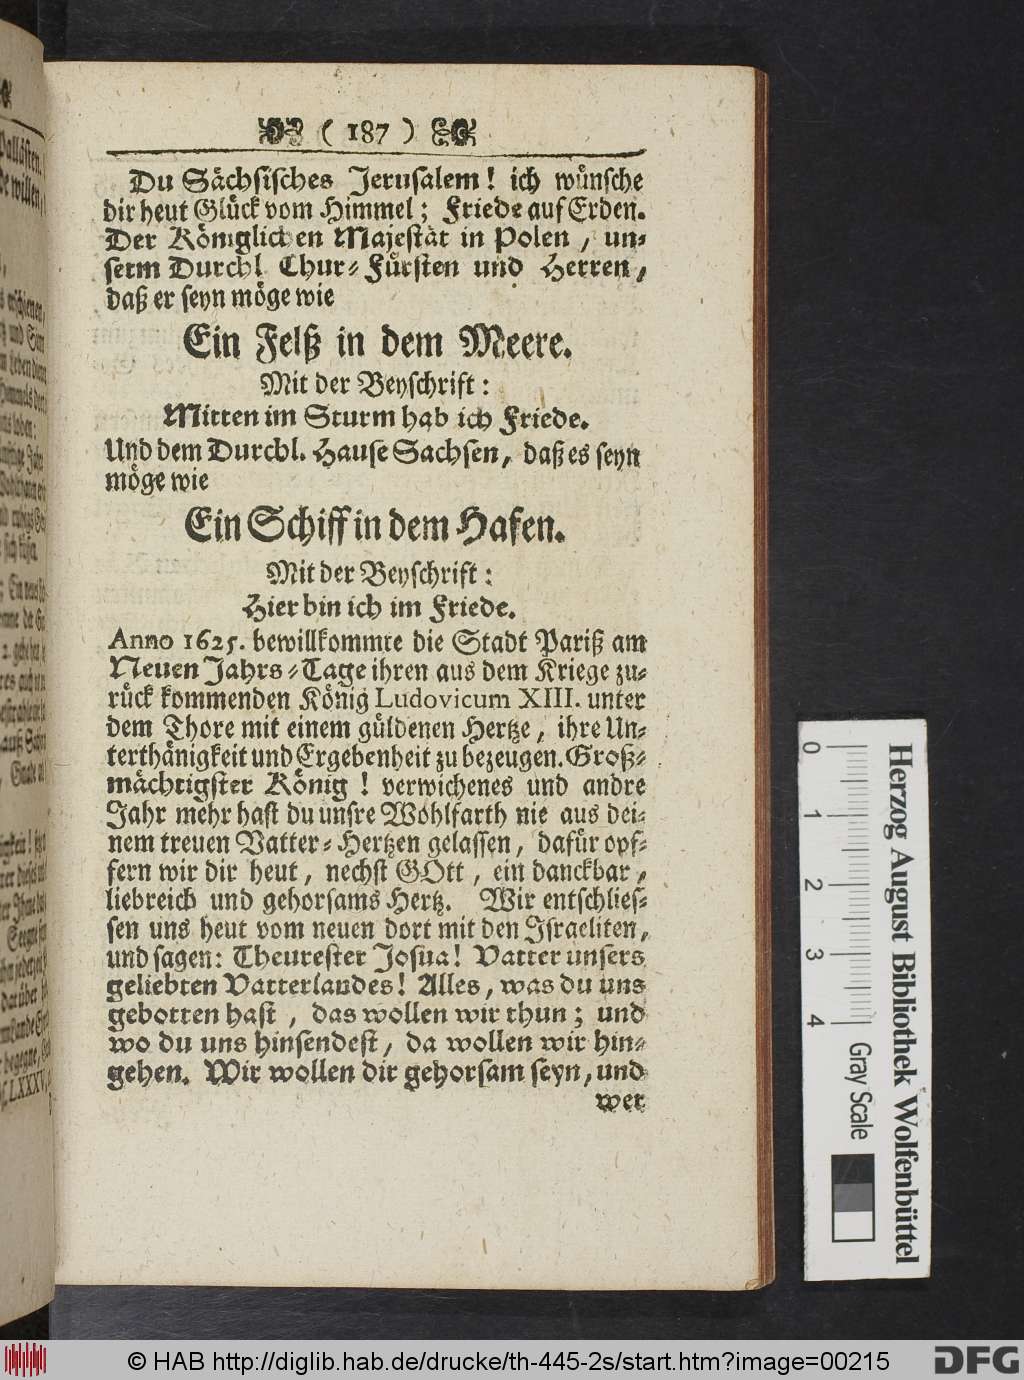 ( 187 )
Du Sächsisches Jerusalem! ich wünsche
dir heut Glück vom Himmel; Friede auf Erden.
Der Königlichen Majestät in Polen, un-
serm Durchl Chur-Fürsten und Herren,
daß er seyn möge wie
Ein Felß in dem Meere.
Mit der Beyschrift:
Mitten im Sturm hab ich Friede.
Und dem Durchl. Hause Sachsen, daß es seyn
möge wie
Ein Schiff in dem Hafen.
Mit der Beyschrift:
Hier bin ich im Friede.
Anno 1625. bewillkommte die Stadt Pariß am
Neuen Jahrs-Tage ihren aus dem Kriege zu-
rück kommenden König Ludovicum XIII. unter
dem Thore mit einem güldenen Hertze, ihre Un-
terthänigkeit und Ergebenheit zu bezeugen. Groß-
mächtigster König! verwichenes und andre
Jahr mehr hast du unsre Wohlfarth nie aus dei-
nem treuen Vatter-Hertzen gelassen, dafür opf-
fern wir dir heut, nechst GOtt, ein danckbar,
liebreich und gehorsams Hertz. Wir entschlies-
sen uns heut vom neuen dort mit den Israeliten,
und sagen: Theurester Josua! Vatter unsers
geliebten Vatterlandes! Alles, was du uns
gebotten hast, das wollen wir thun; und
wo du uns hinsendest, da wollen wir hin-
gehen. Wir wollen dir gehorsam seyn, und
wer
Pallästen.
de willen,
LXXXV.
0 1 2 3 4
Gray Scale
Herzog August Bibliothek Wolfenbüttel
© HAB http://diglib.hab.de/drucke/th-445-2s/start.htm?image=00215
DFG